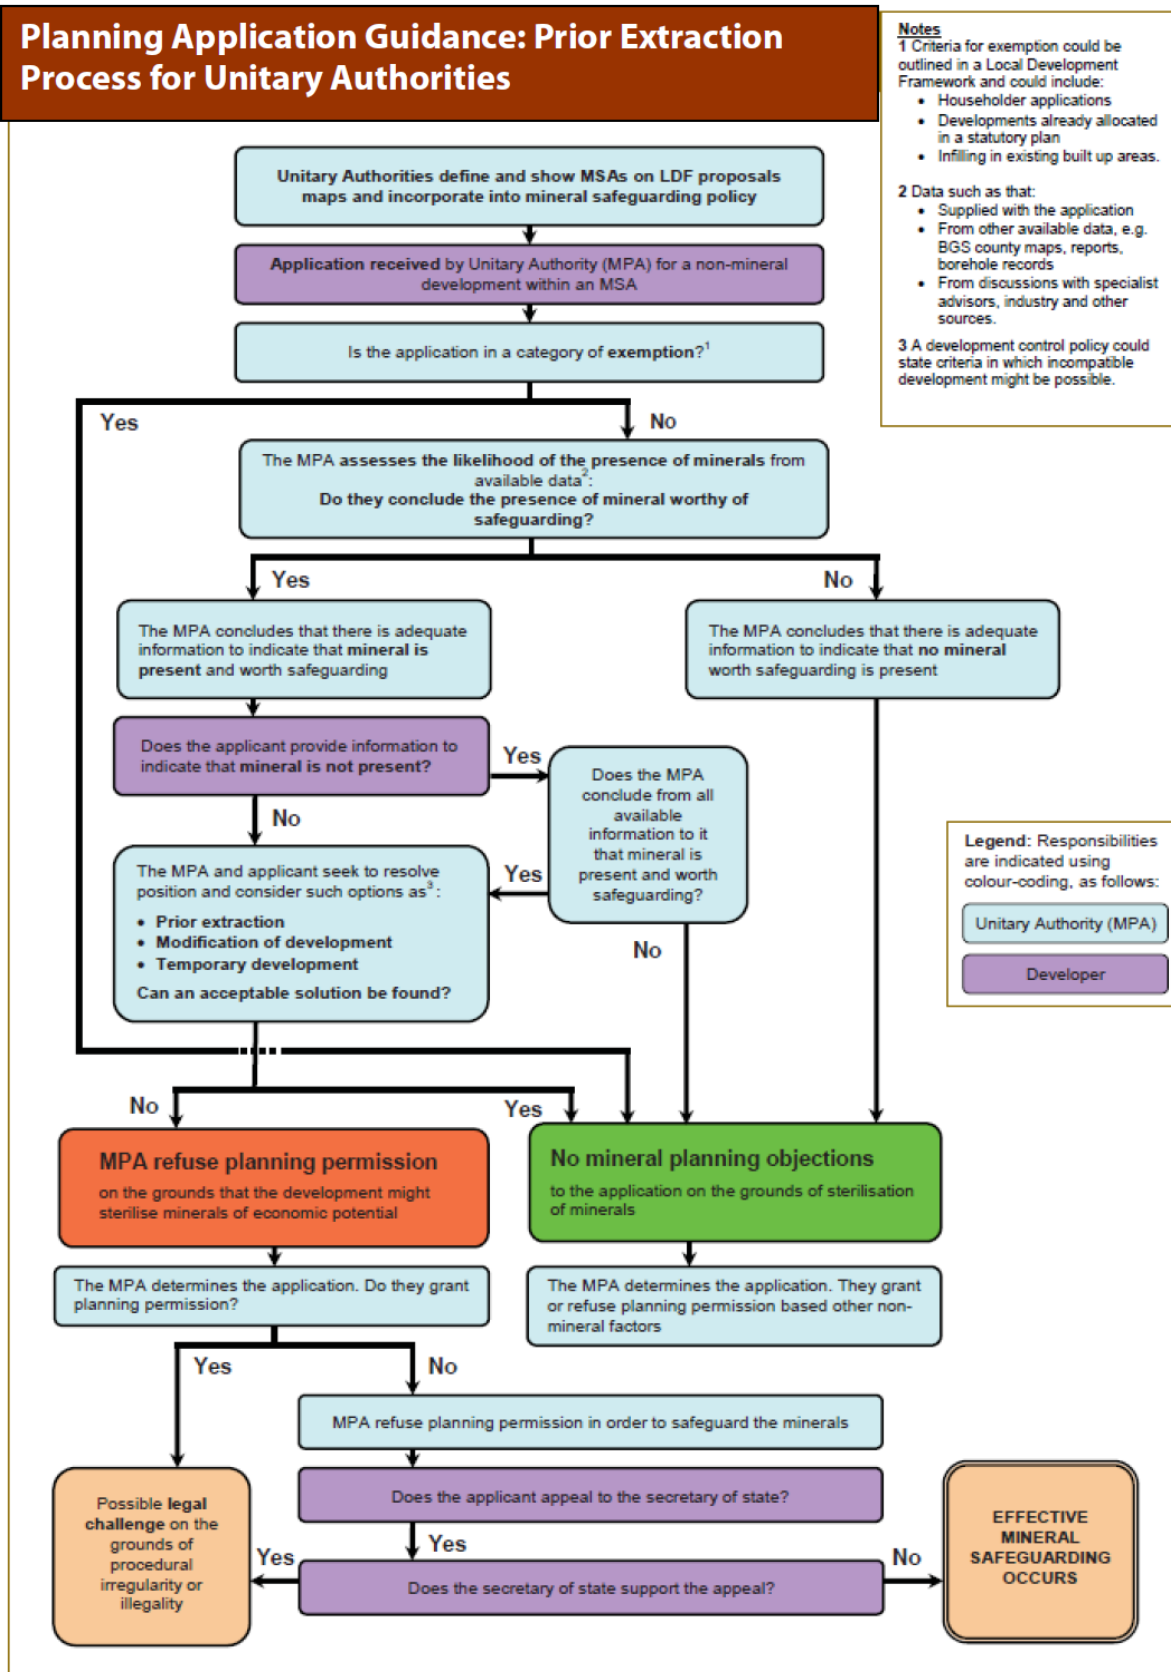 Planning Application Guidance: Prior Extraction
Process for Unitary Authorities
Notes
1 Criteria for exemption could be
outlined in a Local Development
Framework and could include:
• Householder applications
• Developments already allocated
in a statutory plan
• Infilling in existing built up areas.
2 Data such as that:
• Supplied with the application
• From other available data, e.g.
BGS county maps, reports,
borehole records
• From discussions with specialist
advisors, industry and other
sources.
3 A development control policy could
state criteria in which incompatible
development might be possible.
Unitary Authorities define and show MSAs on LDF proposals
maps and incorporate into mineral safeguarding policy
Application received by Unitary Authority (MPA) for a non-mineral
development within an MSA
Is the application in a category of exemption?1
Yes
No
The MPA assesses the likelihood of the presence of minerals from
available data2:
Do they conclude the presence of mineral worthy of
safeguarding?
Yes
No
The MPA concludes that there is adequate
information to indicate that mineral is
present and worth safeguarding
The MPA concludes that there is adequate
information to indicate that no mineral
worth safeguarding is present
Does the applicant provide information to
indicate that mineral is not present?
Yes
No
Does the MPA
conclude from all
available
information to it
that mineral is
present and worth
safeguarding?
Yes
No
The MPA and applicant seek to resolve
position and consider such options as3:
• Prior extraction
• Modification of development
• Temporary development
Can an acceptable solution be found?
Legend: Responsibilities
are indicated using
colour-coding, as follows:
Unitary Authority (MPA)
Developer
No
Yes
MPA refuse planning permission
on the grounds that the development might
sterilise minerals of economic potential
No mineral planning objections
to the application on the grounds of sterilisation
of minerals
The MPA determines the application. Do they grant
planning permission?
The MPA determines the application. They grant
or refuse planning permission based other non-
mineral factors
Yes
No
MPA refuse planning permission in order to safeguard the minerals
Does the applicant appeal to the secretary of state?
Yes
Does the secretary of state support the appeal?
Yes
No
Possible legal
challenge on the
grounds of
procedural
irregularity or
illegality
EFFECTIVE
MINERAL
SAFEGUARDING
OCCURS